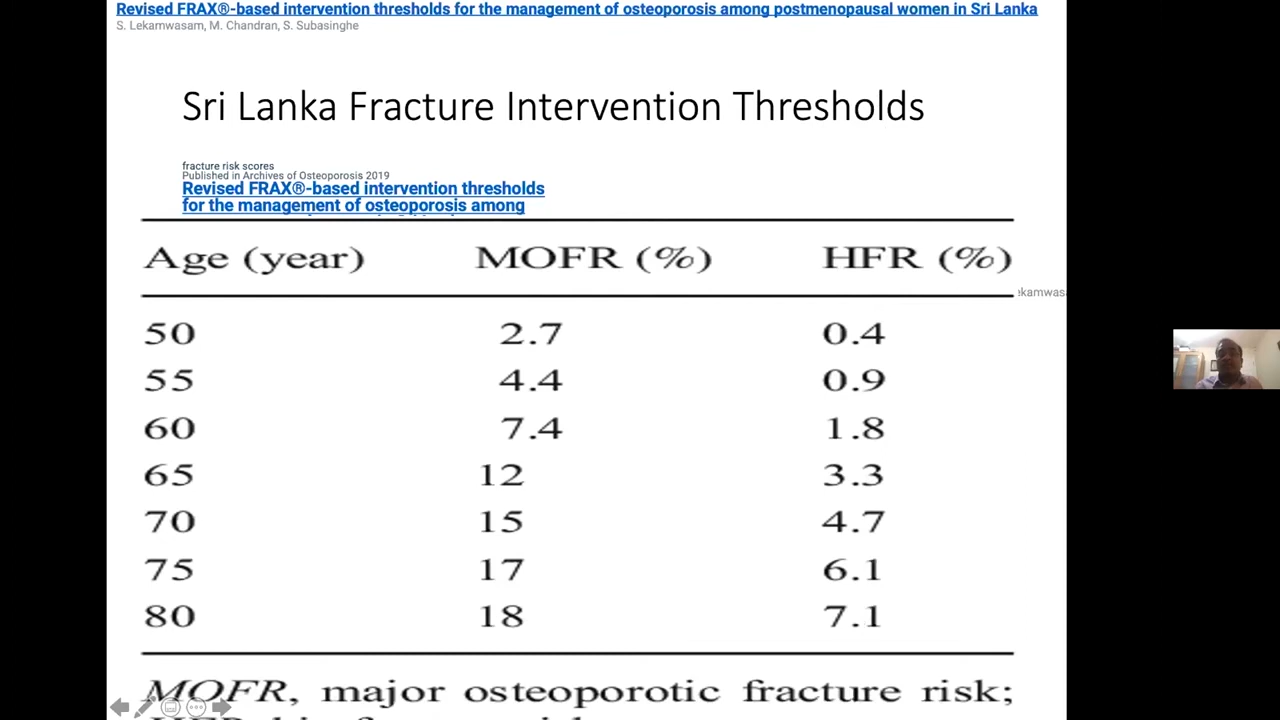 Revised FRAX®-based intervention thresholds for the management of osteoporosis among postmenopausal women in Sri Lanka
S. Lekamwasam, M. Chandran, S. Subasinghe
Sri Lanka Fracture Intervention Thresholds
fracture risk scores
Published in Archives of Osteoporosis 2019
Revised FRAX®-based intervention thresholds
for the management of osteoporosis among
Age (year) MOFR (%) HFR (%)
ekamwas
50 2.7 0.4
55 4.4 0.9
60 7.4 1.8
65 12 3.3
70 15 4.7
75 17 6.1
80 18 7.1
MOFR, major osteoporotic fracture risk;